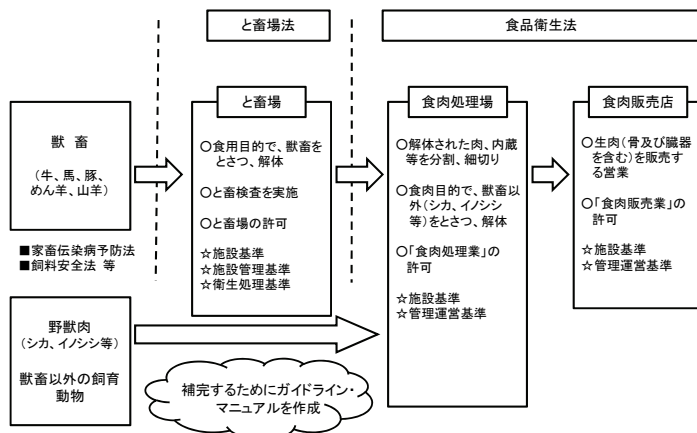 と畜場法
食品衛生法
獣 畜
(牛、馬、豚、
めん羊、山羊)
■家畜伝染病予防法
■飼料安全法 等
野獣肉
(シカ、イノシシ等)
獣畜以外の飼育
動物
と畜場
○食用目的で、獣畜を
とさつ、解体
○と畜検査を実施
○と畜場の許可
☆施設基準
☆施設管理基準
☆衛生処理基準
補完するためにガイドライン・
マニュアルを作成
食肉処理場
○解体された肉、内蔵
等を分割、細切り
○食肉目的で、獣畜以
外(シカ、イノシシ
等)をとさつ、解体
○「食肉処理業」の
許可
☆施設基準
☆管理運営基準
食肉販売店
○生肉(骨及び臓器
を含む)を販売す
る営業
○「食肉販売業」の
許可
☆施設基準
☆管理運営基準